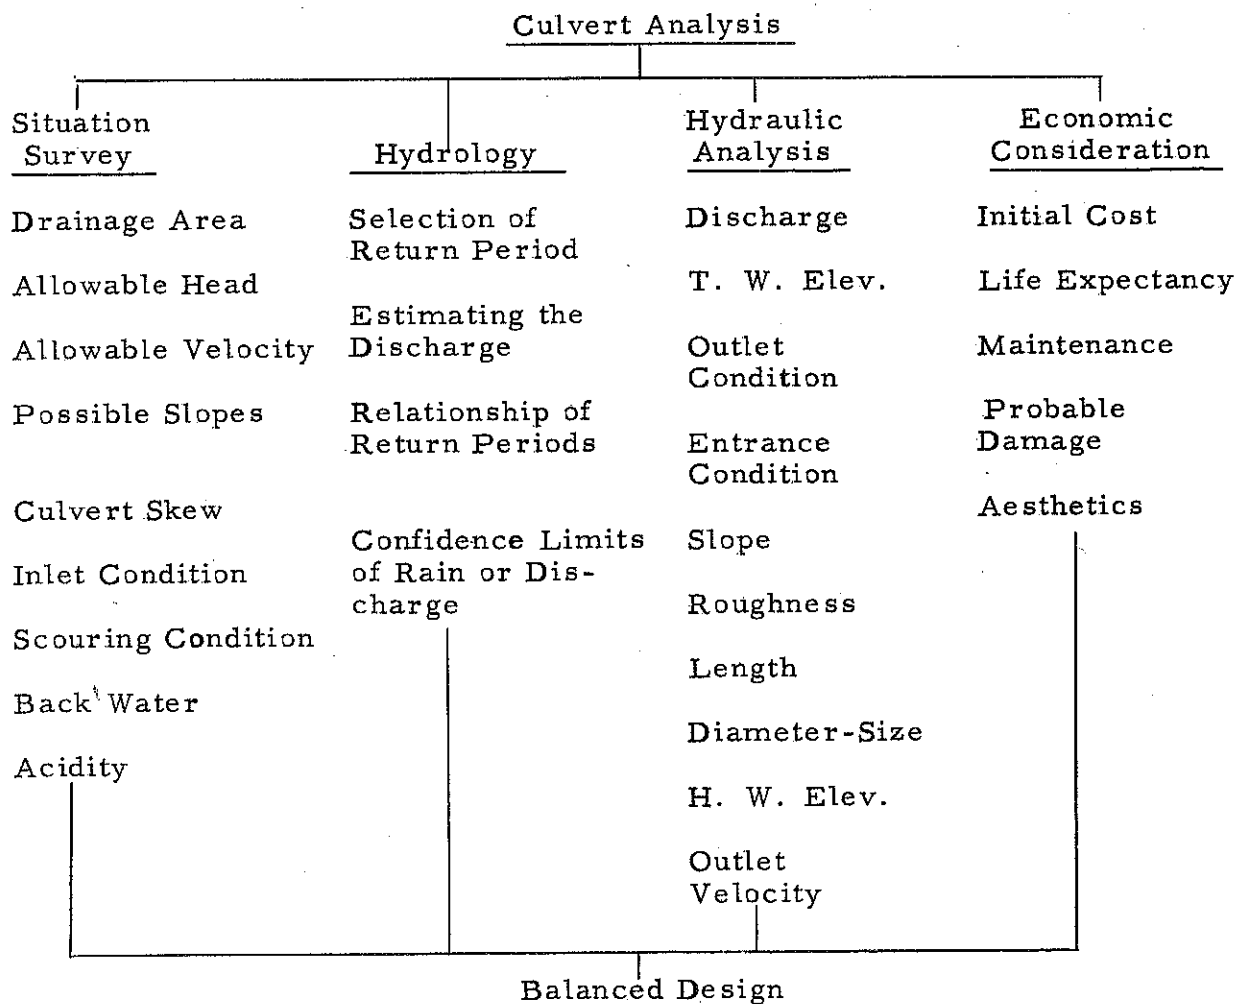 Culvert Analysis
Situation
Survey
Drainage Area
Allowable Head
Allowable Velocity
Possible Slopes
Culvert Skew
Inlet Condition
Scouring Condition
Back Water
Acidity
Hydrology
Selection of
Return Period
Estimating the
Discharge
Relationship of
Return Periods
Confidence Limits
of Rain or Dis-
charge
Hydraulic
Analysis
Discharge
T. W. Elev.
Outlet
Condition
Entrance
Condition
Slope
Roughness
Length
Diameter-Size
H. W. Elev.
Outlet
Velocity
Economic
Consideration
Initial Cost
Life Expectancy
Maintenance
Probable
Damage
Aesthetics
Balanced Design